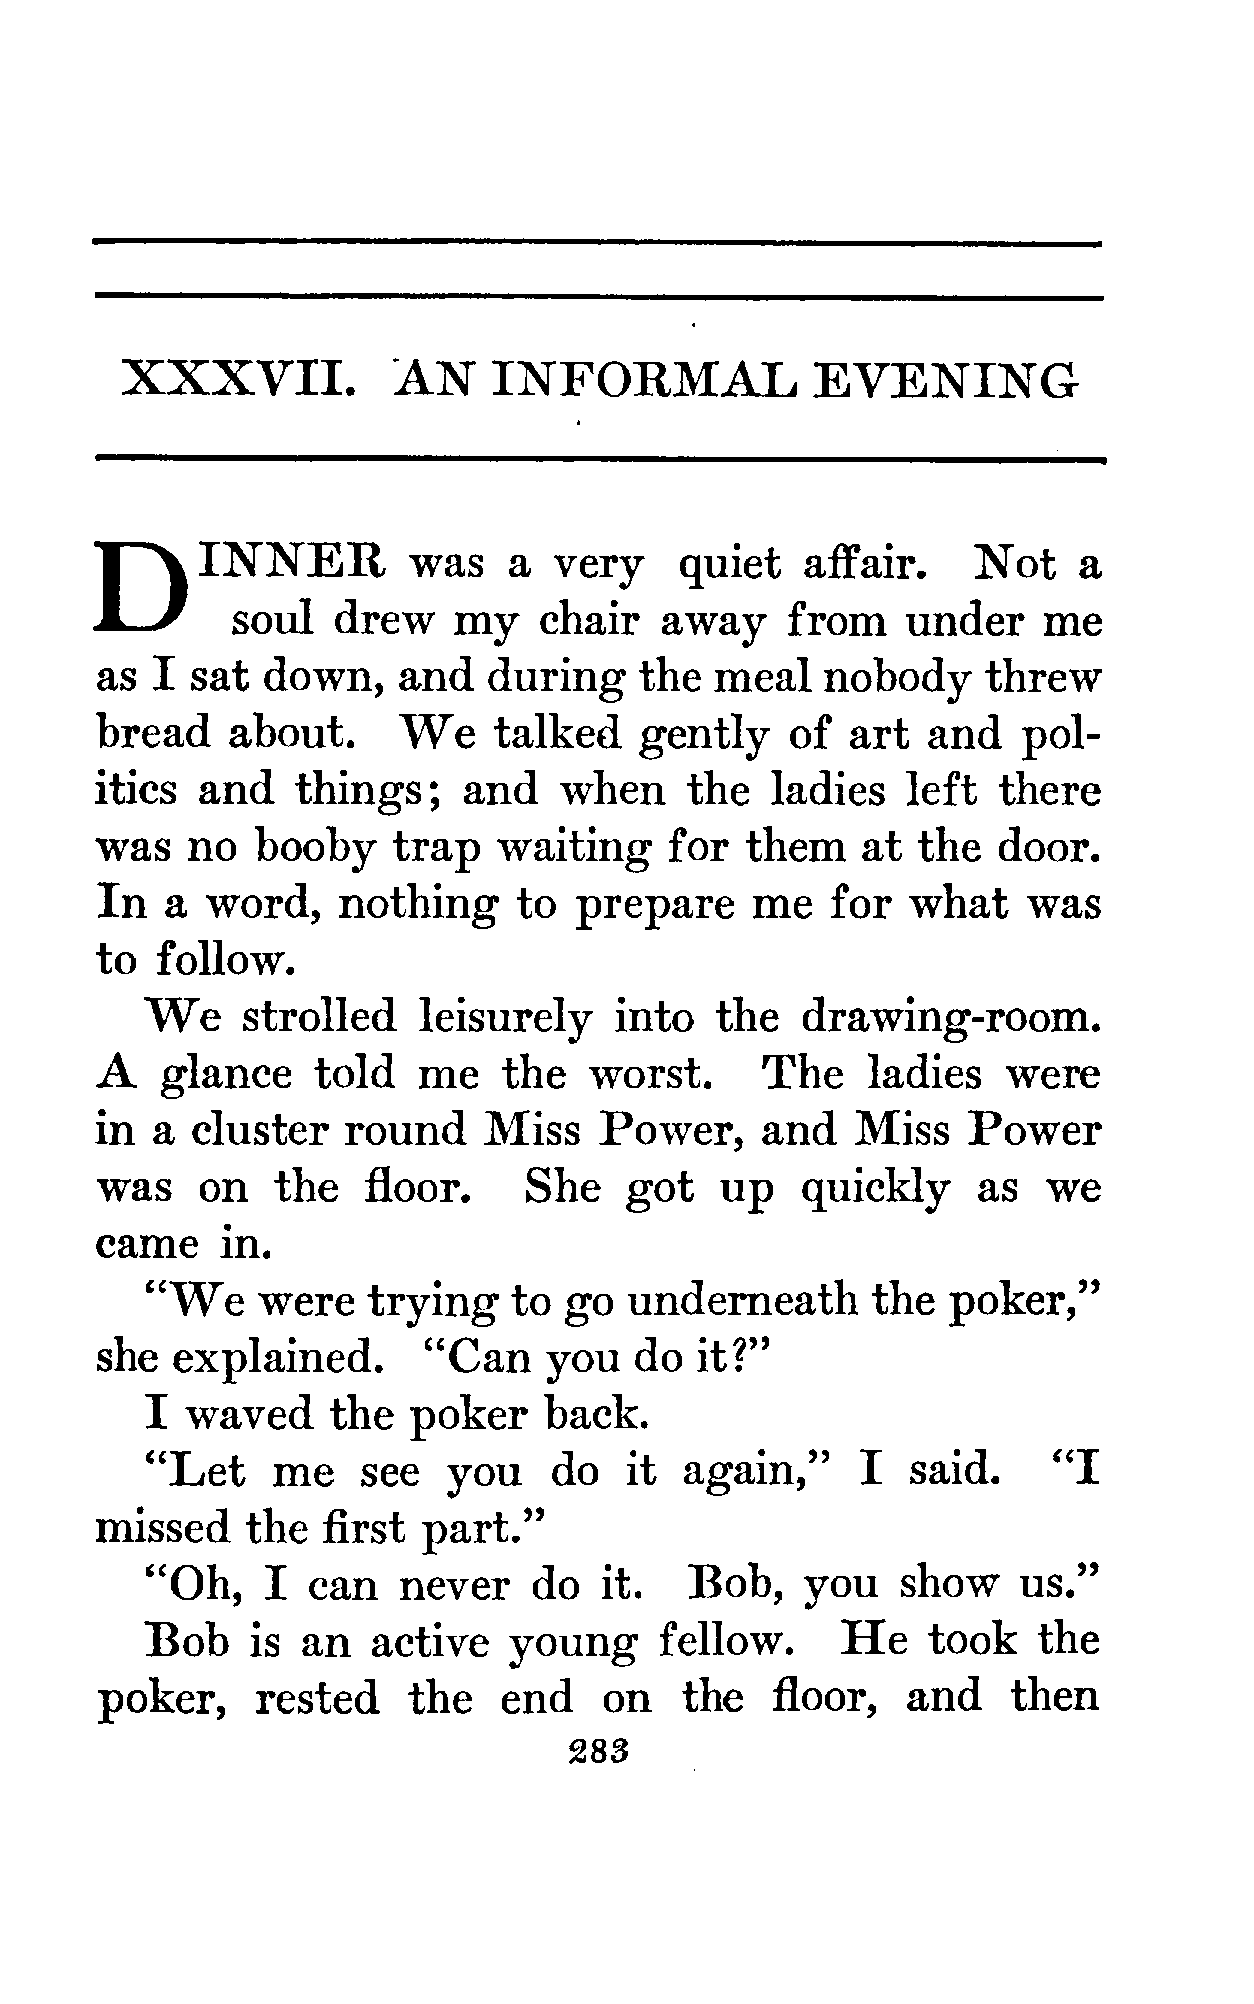 XXXVII. AN INFORMAL EVENING
DINNER was a very quiet affair. Not a
soul drew my chair away from under me
as I sat down, and during the meal nobody threw
bread about. We talked gently of art and pol-
itics and things; and when the ladies left there
was no booby trap waiting for them at the door.
In a word, nothing to prepare me for what was
to follow.
We strolled leisurely into the drawing-room.
A glance told me the worst. The ladies were
in a cluster round Miss Power, and Miss Power
was on the floor. She got up quickly as we
came in.
“We were trying to go underneath the poker,”
she explained. “Can you do it?”
I waved the poker back.
“Let me see you do it again,” I said. “I
missed the first part.”
“Oh, I can never do it. Bob, you show us.”
Bob is an active young fellow. He took the
poker, rested the end on the floor, and then
283